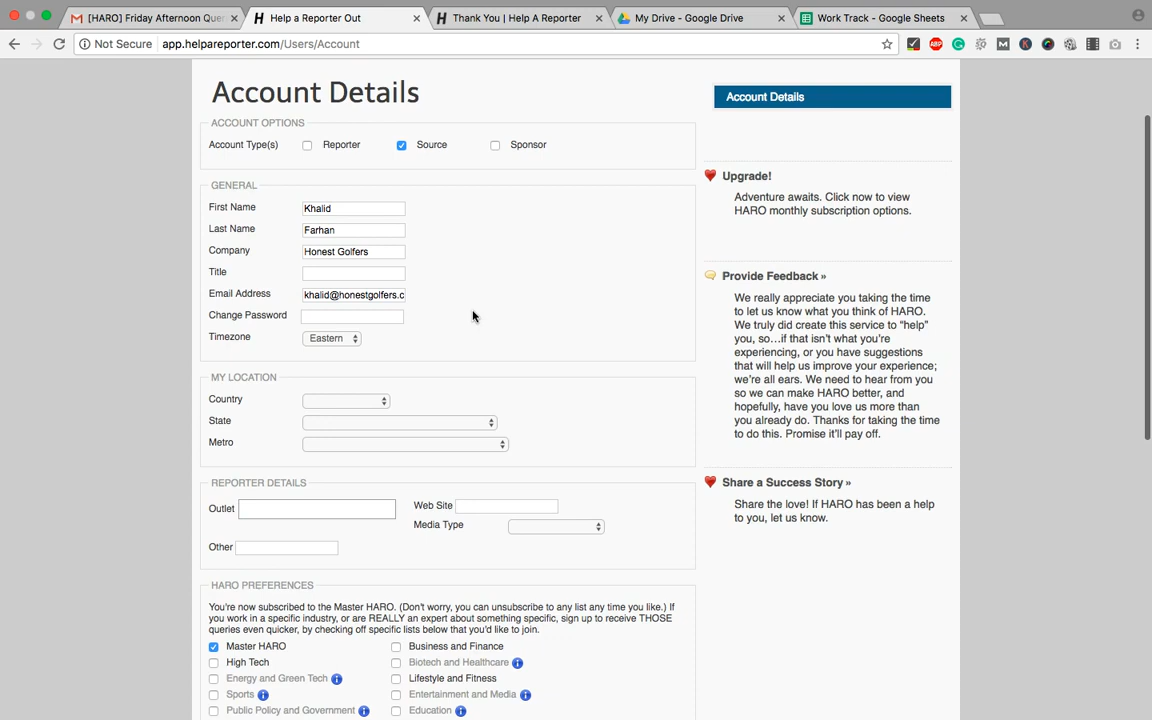 [HARO] Friday Afternoon Que
Help a Reporter Out
Thank You | Help A Reporter
My Drive - Google Drive
Work Track - Google Sheets
Not Secure
app.helpareporter.com/Users/Account
Account Details
ACCOUNT OPTIONS
Account Type(s)
Reporter
Source
Sponsor
GENERAL
First Name
Khalid
Last Name
Farhan
Company
Honest Golfers
Title
Email Address
khalid@honestgolfers.c
Change Password
Timezone
Eastern
MY LOCATION
Country
State
Metro
REPORTER DETAILS
Outlet
Web Site
Media Type
Other
HARO PREFERENCES
You're now subscribed to the Master HARO. (Don't worry, you can unsubscribe to any list any time you like.) If
you work in a specific industry, or are REALLY an expert about something specific, sign up to receive THOSE
queries even quicker, by checking off specific lists below that you'd like to join.
Master HARO
Business and Finance
High Tech
Biotech and Healthcare
Energy and Green Tech
Lifestyle and Fitness
Sports
Entertainment and Media
Public Policy and Government
Education
Account Details
Upgrade!
Adventure awaits. Click now to view
HARO monthly subscription options.
Provide Feedback »
We really appreciate you taking the time
to let us know what you think of HARO.
We truly did create this service to “help”
you, so…if that isn’t what you’re
experiencing, or you have suggestions
that will help us improve your experience;
we’re all ears. We need to hear from you
so we can make HARO better, and
hopefully, have you love us more than
you already do. Thanks for taking the time
to do this. Promise it’ll pay off.
Share a Success Story »
Share the love! If HARO has been a help
to you, let us know.